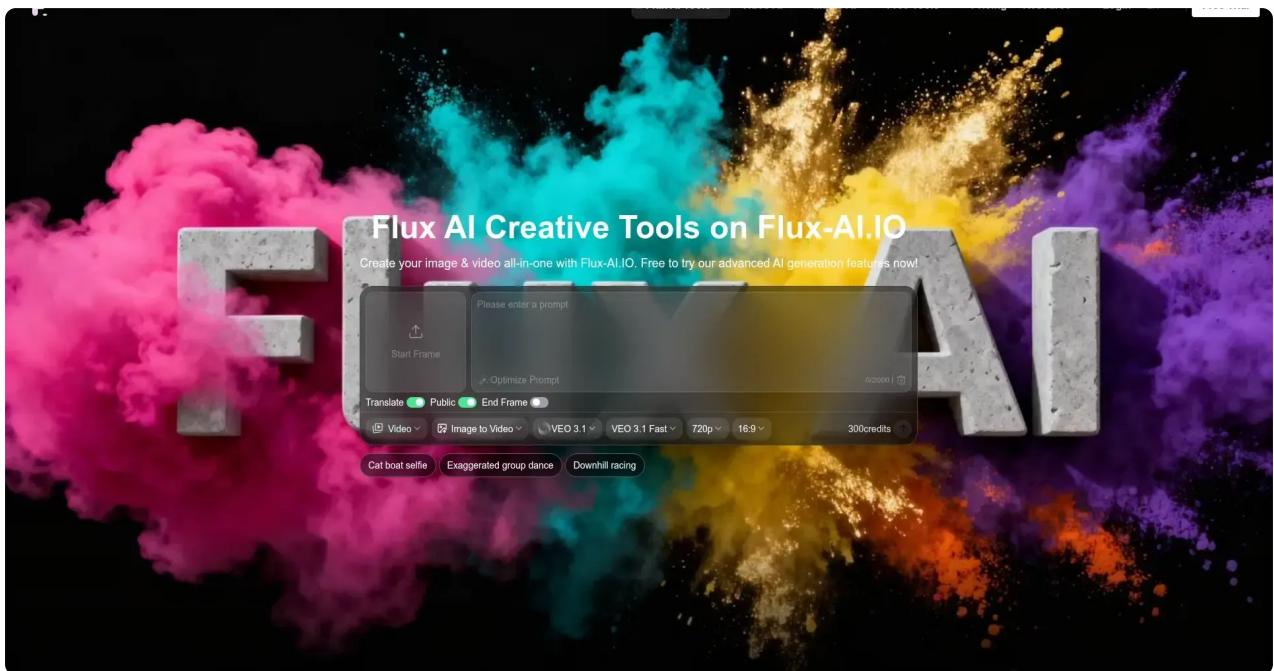 Flux AI Creative Tools on Flux-AI.IO
Create your image & video all-in-one with Flux-AI.IO. Free to try our advanced AI generation features now!
Please enter a prompt
Start Frame
Optimize Prompt
0/2000
Translate Public End Frame
Video Image to Video VEO 3.1 VEO 3.1 Fast 720p 16:9 300credits
Cat boat selfie Exaggerated group dance Downhill racing
FLUX AI